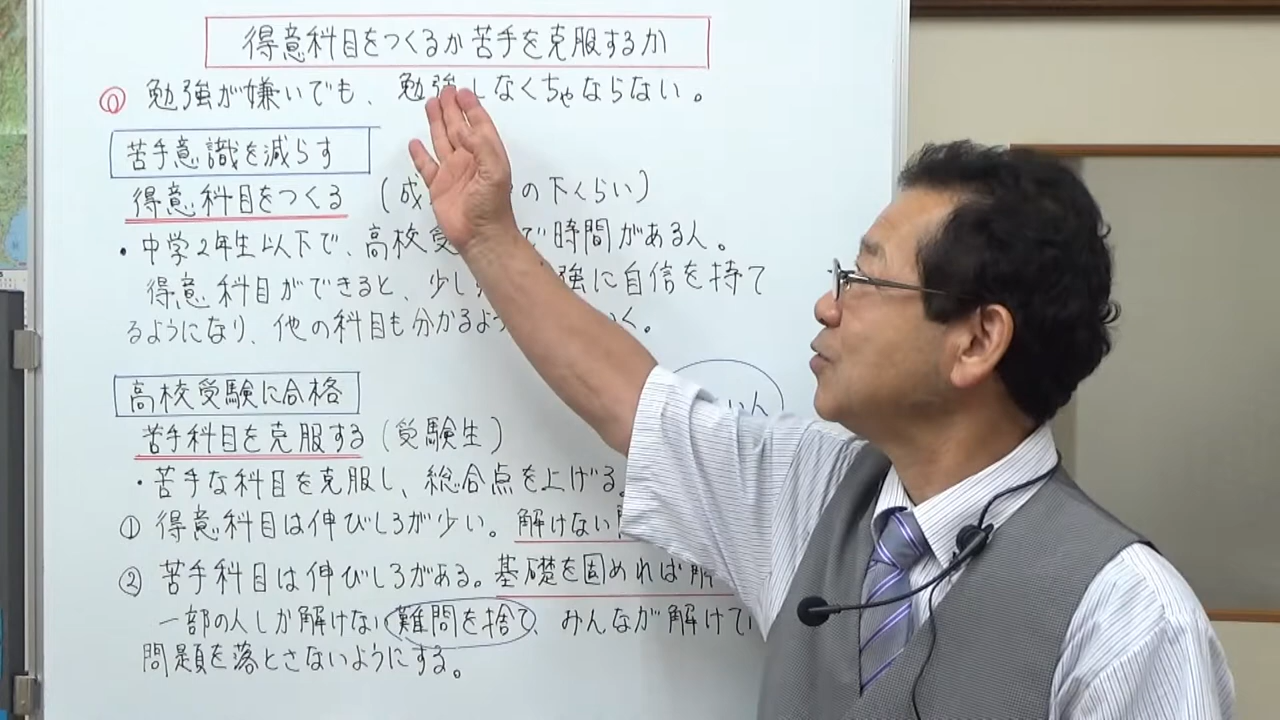 得意科目をつくるか苦手を克服するか
◎ 勉強が嫌いでも、勉強しなくちゃならない。
苦手意識を減らす
得意科目をつくる (成 の下くらい)
・中学2年生以下で、高校受 で時間がある人。
得意科目ができると、少し 強に自信を持て
るようになり、他の科目も分かるよう く。
高校受験に合格
苦手科目を克服する (受験生)
・苦手な科目を克服し、総合点を上げる。
① 得意科目は伸びしろが少い。解けない
② 苦手科目は伸びしろがある。基礎を固めれば解
一部の人しか解けない難問を捨て、みんなが解けてい
問題を落とさないようにする。